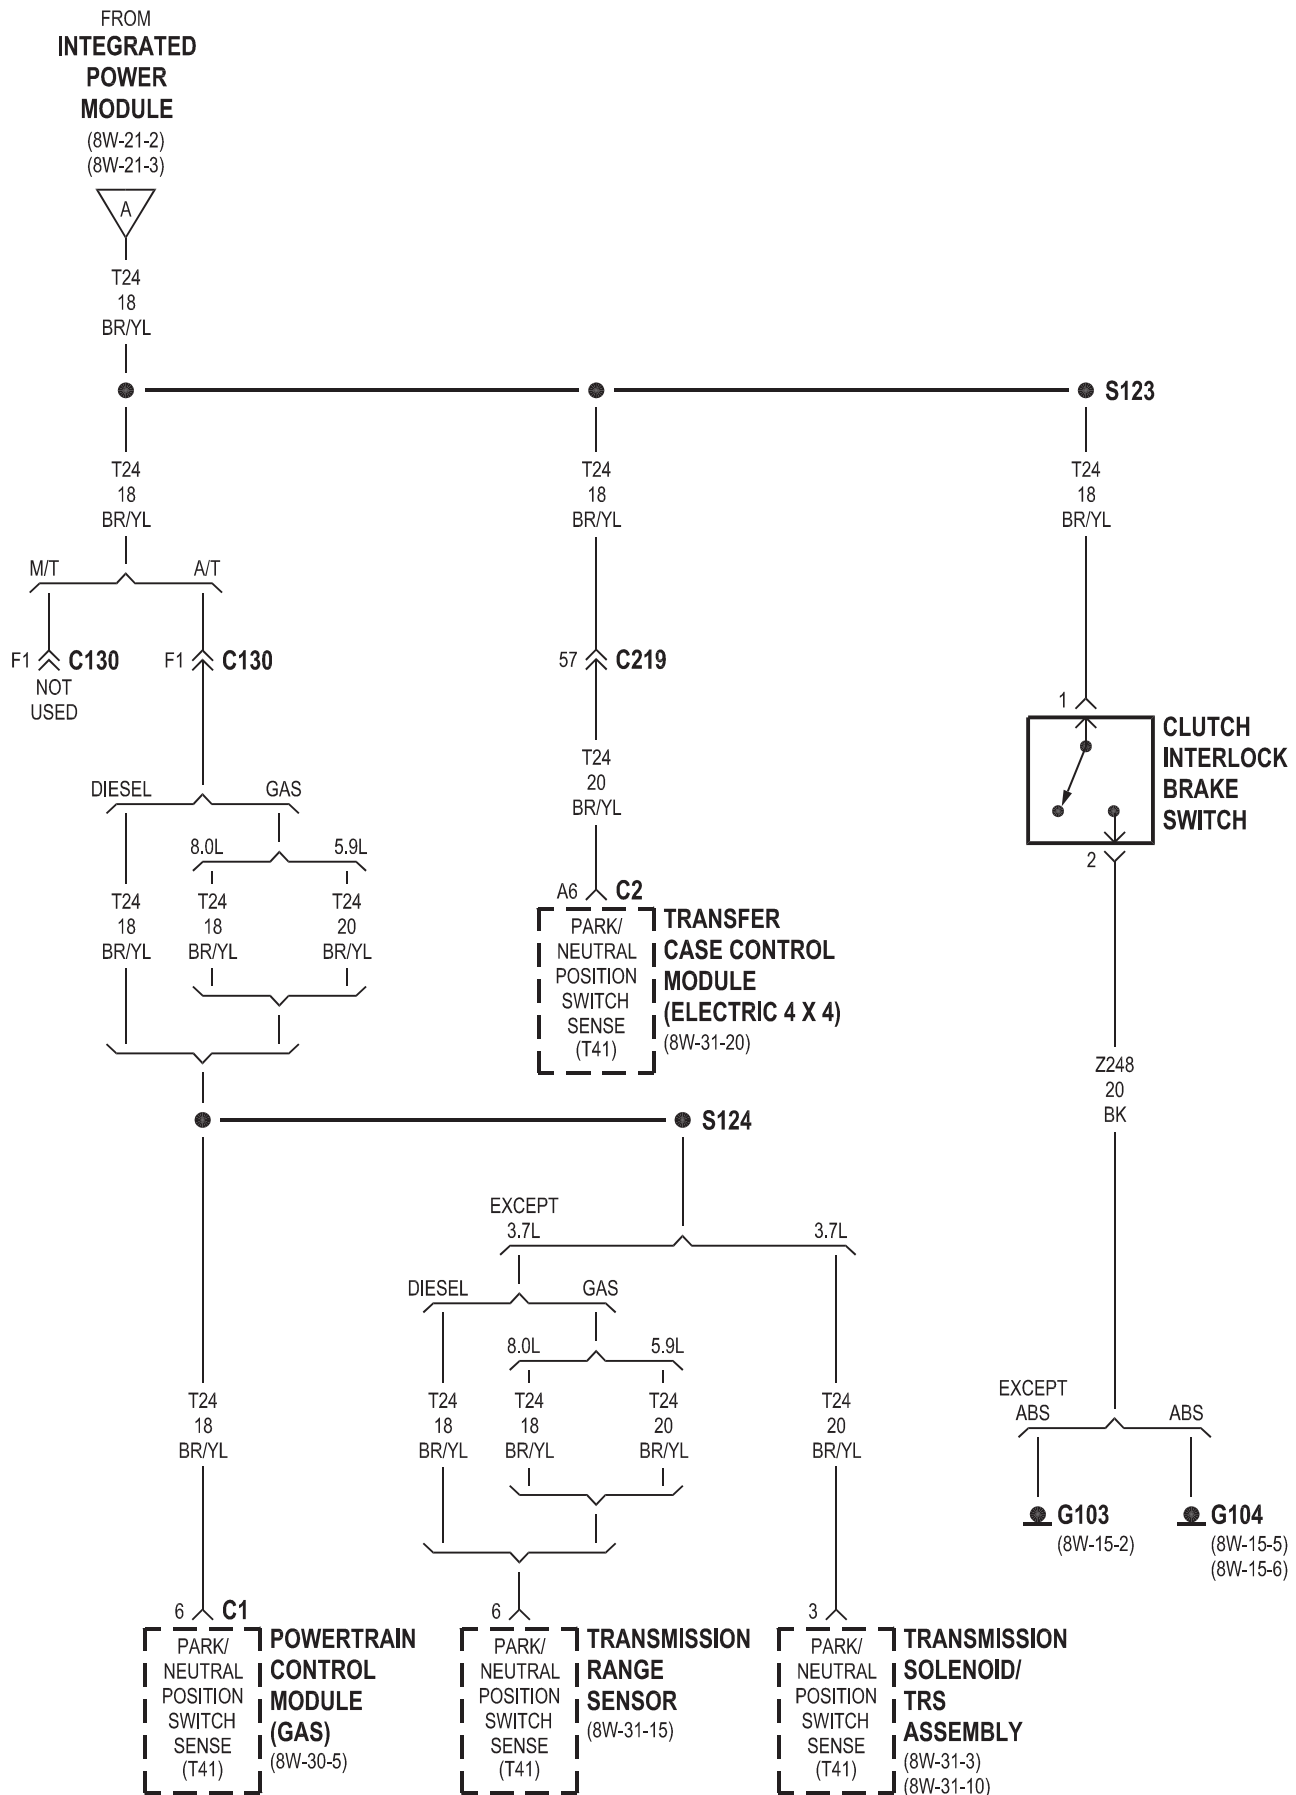 FROM
INTEGRATED
POWER
MODULE
(8W-21-2)
(8W-21-3)
A
T24
18
BR/YL
S123
T24
18
BR/YL
T24
18
BR/YL
T24
18
BR/YL
M/T
A/T
F1
C130
NOT
USED
F1
C130
57
C219
1
CLUTCH
INTERLOCK
BRAKE
SWITCH
2
T24
20
BR/YL
DIESEL
GAS
8.0L
5.9L
T24
18
BR/YL
T24
18
BR/YL
T24
20
BR/YL
A6
C2
PARK/
NEUTRAL
POSITION
SWITCH
SENSE
(T41)
TRANSFER
CASE CONTROL
MODULE
(ELECTRIC 4 X 4)
(8W-31-20)
Z248
20
BK
S124
EXCEPT
3.7L
3.7L
DIESEL
GAS
8.0L
5.9L
T24
18
BR/YL
T24
18
BR/YL
T24
18
BR/YL
T24
20
BR/YL
T24
20
BR/YL
EXCEPT
ABS
ABS
G103
(8W-15-2)
G104
(8W-15-5)
(8W-15-6)
6
C1
PARK/
NEUTRAL
POSITION
SWITCH
SENSE
(T41)
POWERTRAIN
CONTROL
MODULE
(GAS)
(8W-30-5)
6
PARK/
NEUTRAL
POSITION
SWITCH
SENSE
(T41)
TRANSMISSION
RANGE
SENSOR
(8W-31-15)
3
PARK/
NEUTRAL
POSITION
SWITCH
SENSE
(T41)
TRANSMISSION
SOLENOID/
TRS
ASSEMBLY
(8W-31-3)
(8W-31-10)